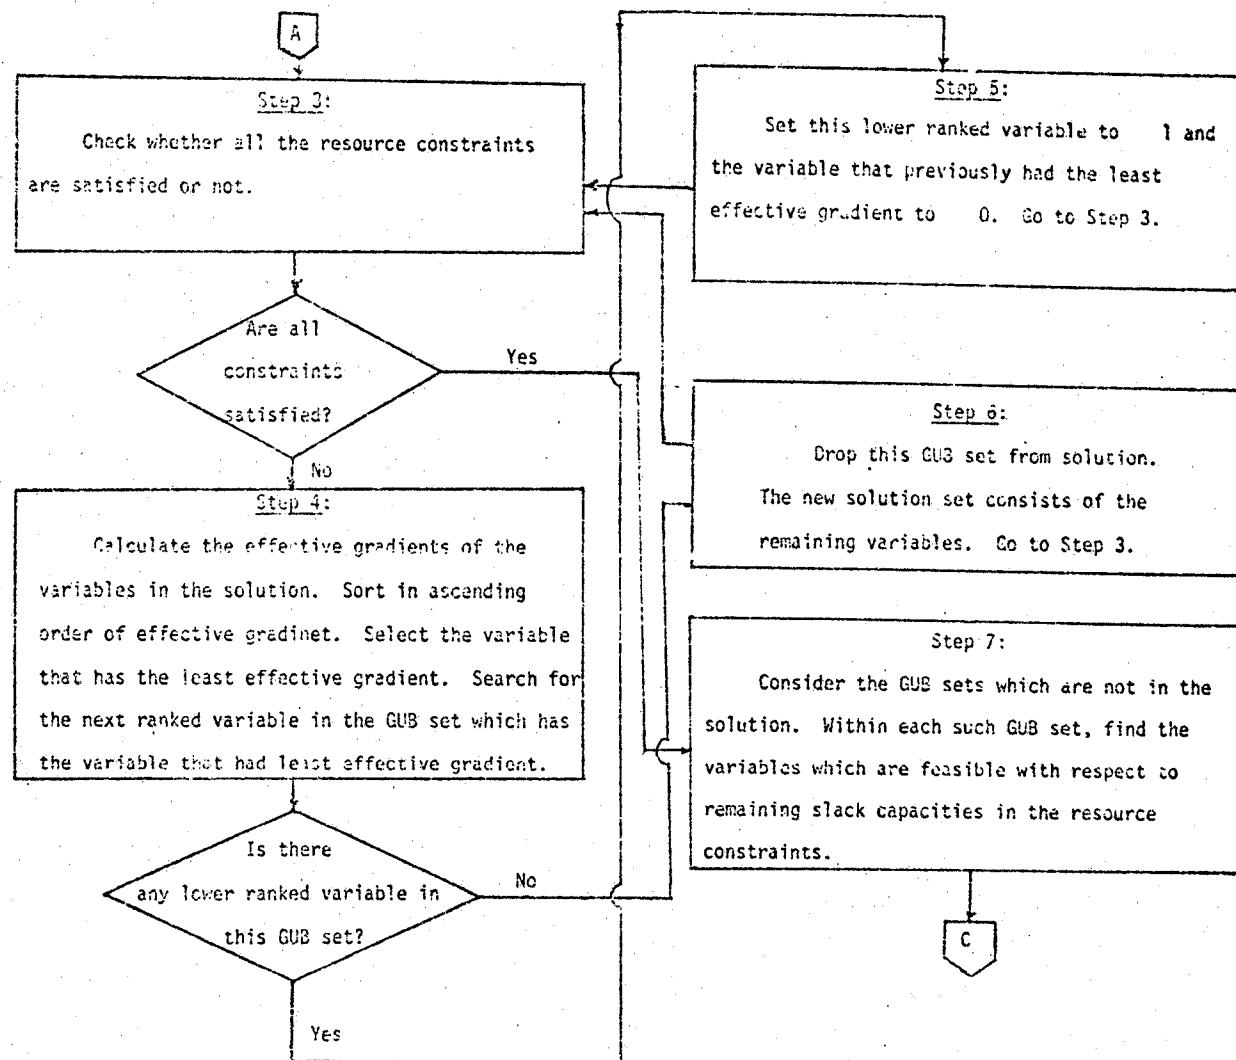 A
Step 3:
Check whether all the resource constraints
are satisfied or not.
Are all
constraints
satisfied?
Yes
No
Step 4:
Calculate the effective gradients of the
variables in the solution. Sort in ascending
order of effective gradinet. Select the variable
that has the least effective gradient. Search for
the next ranked variable in the GUB set which has
the variable that had least effective gradient.
Is there
any lower ranked variable in
this GUB set?
No
Yes
Step 5:
Set this lower ranked variable to 1 and
the variable that previously had the least
effective gradient to 0. Go to Step 3.
Step 6:
Drop this GUB set from solution.
The new solution set consists of the
remaining variables. Go to Step 3.
Step 7:
Consider the GUB sets which are not in the
solution. Within each such GUB set, find the
variables which are feasible with respect to
remaining slack capacities in the resource
constraints.
C